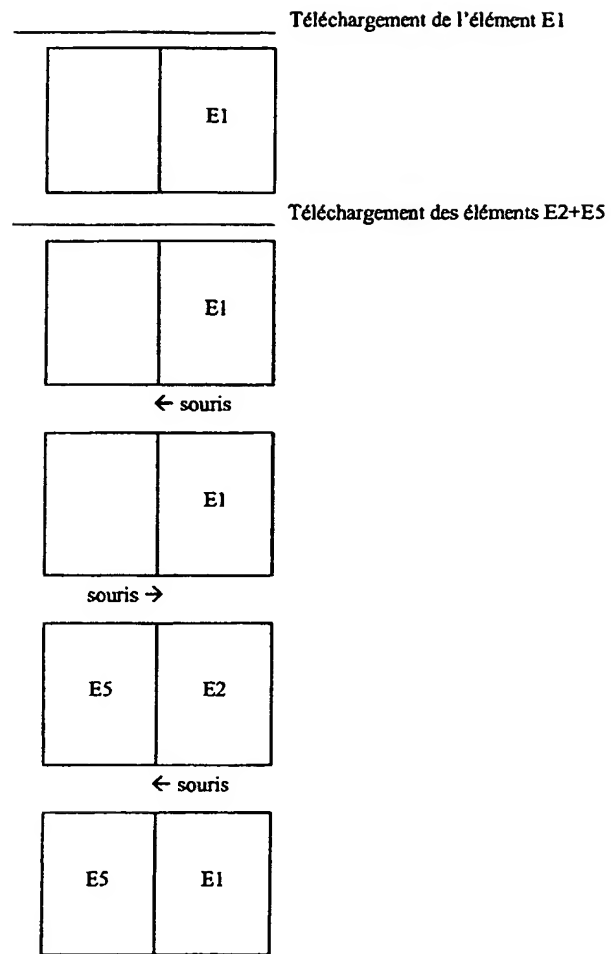 Téléchargement de l'élément E1
E1
Téléchargement des éléments E2+E5
E1
← souris
E1
souris →
E5 E2
← souris
E5 E1